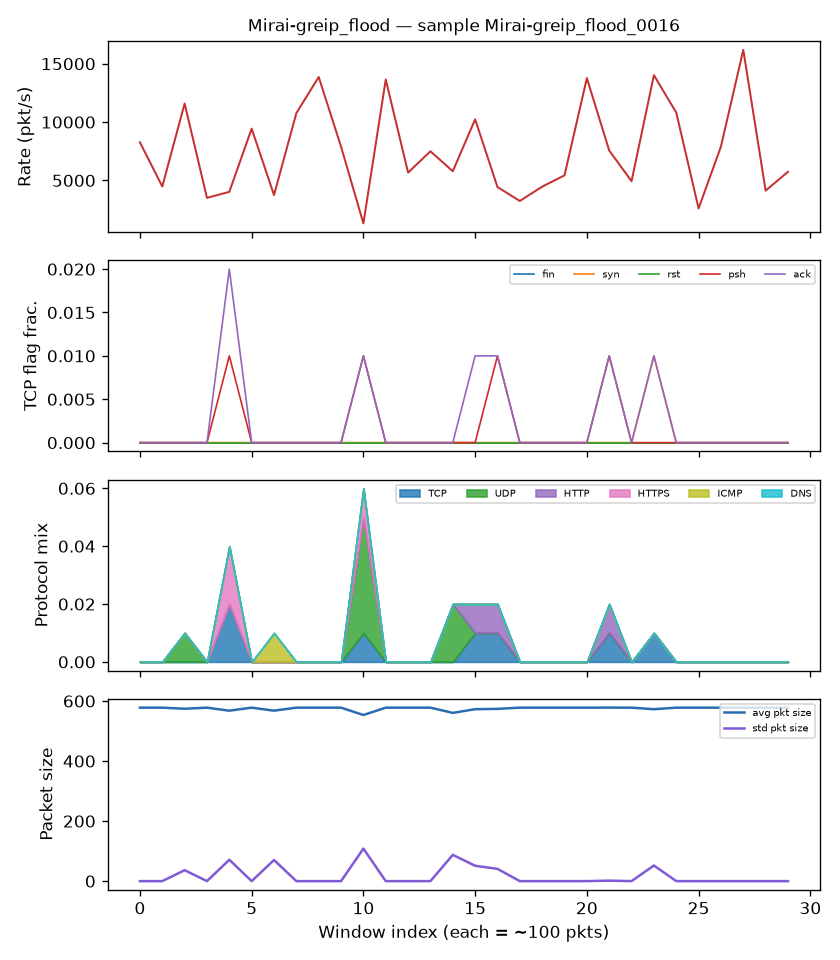 Mirai-greip_flood — sample Mirai-greip_flood_0016
Rate (pkt/s)
15000
10000
5000
TCP flag frac.
0.020
0.015
0.010
0.005
0.000
fin syn rst psh ack
Protocol mix
0.06
0.04
0.02
0.00
TCP UDP HTTP HTTPS ICMP DNS
Packet size
600
400
200
0
avg pkt size
std pkt size
0 5 10 15 20 25 30
Window index (each = ~100 pkts)